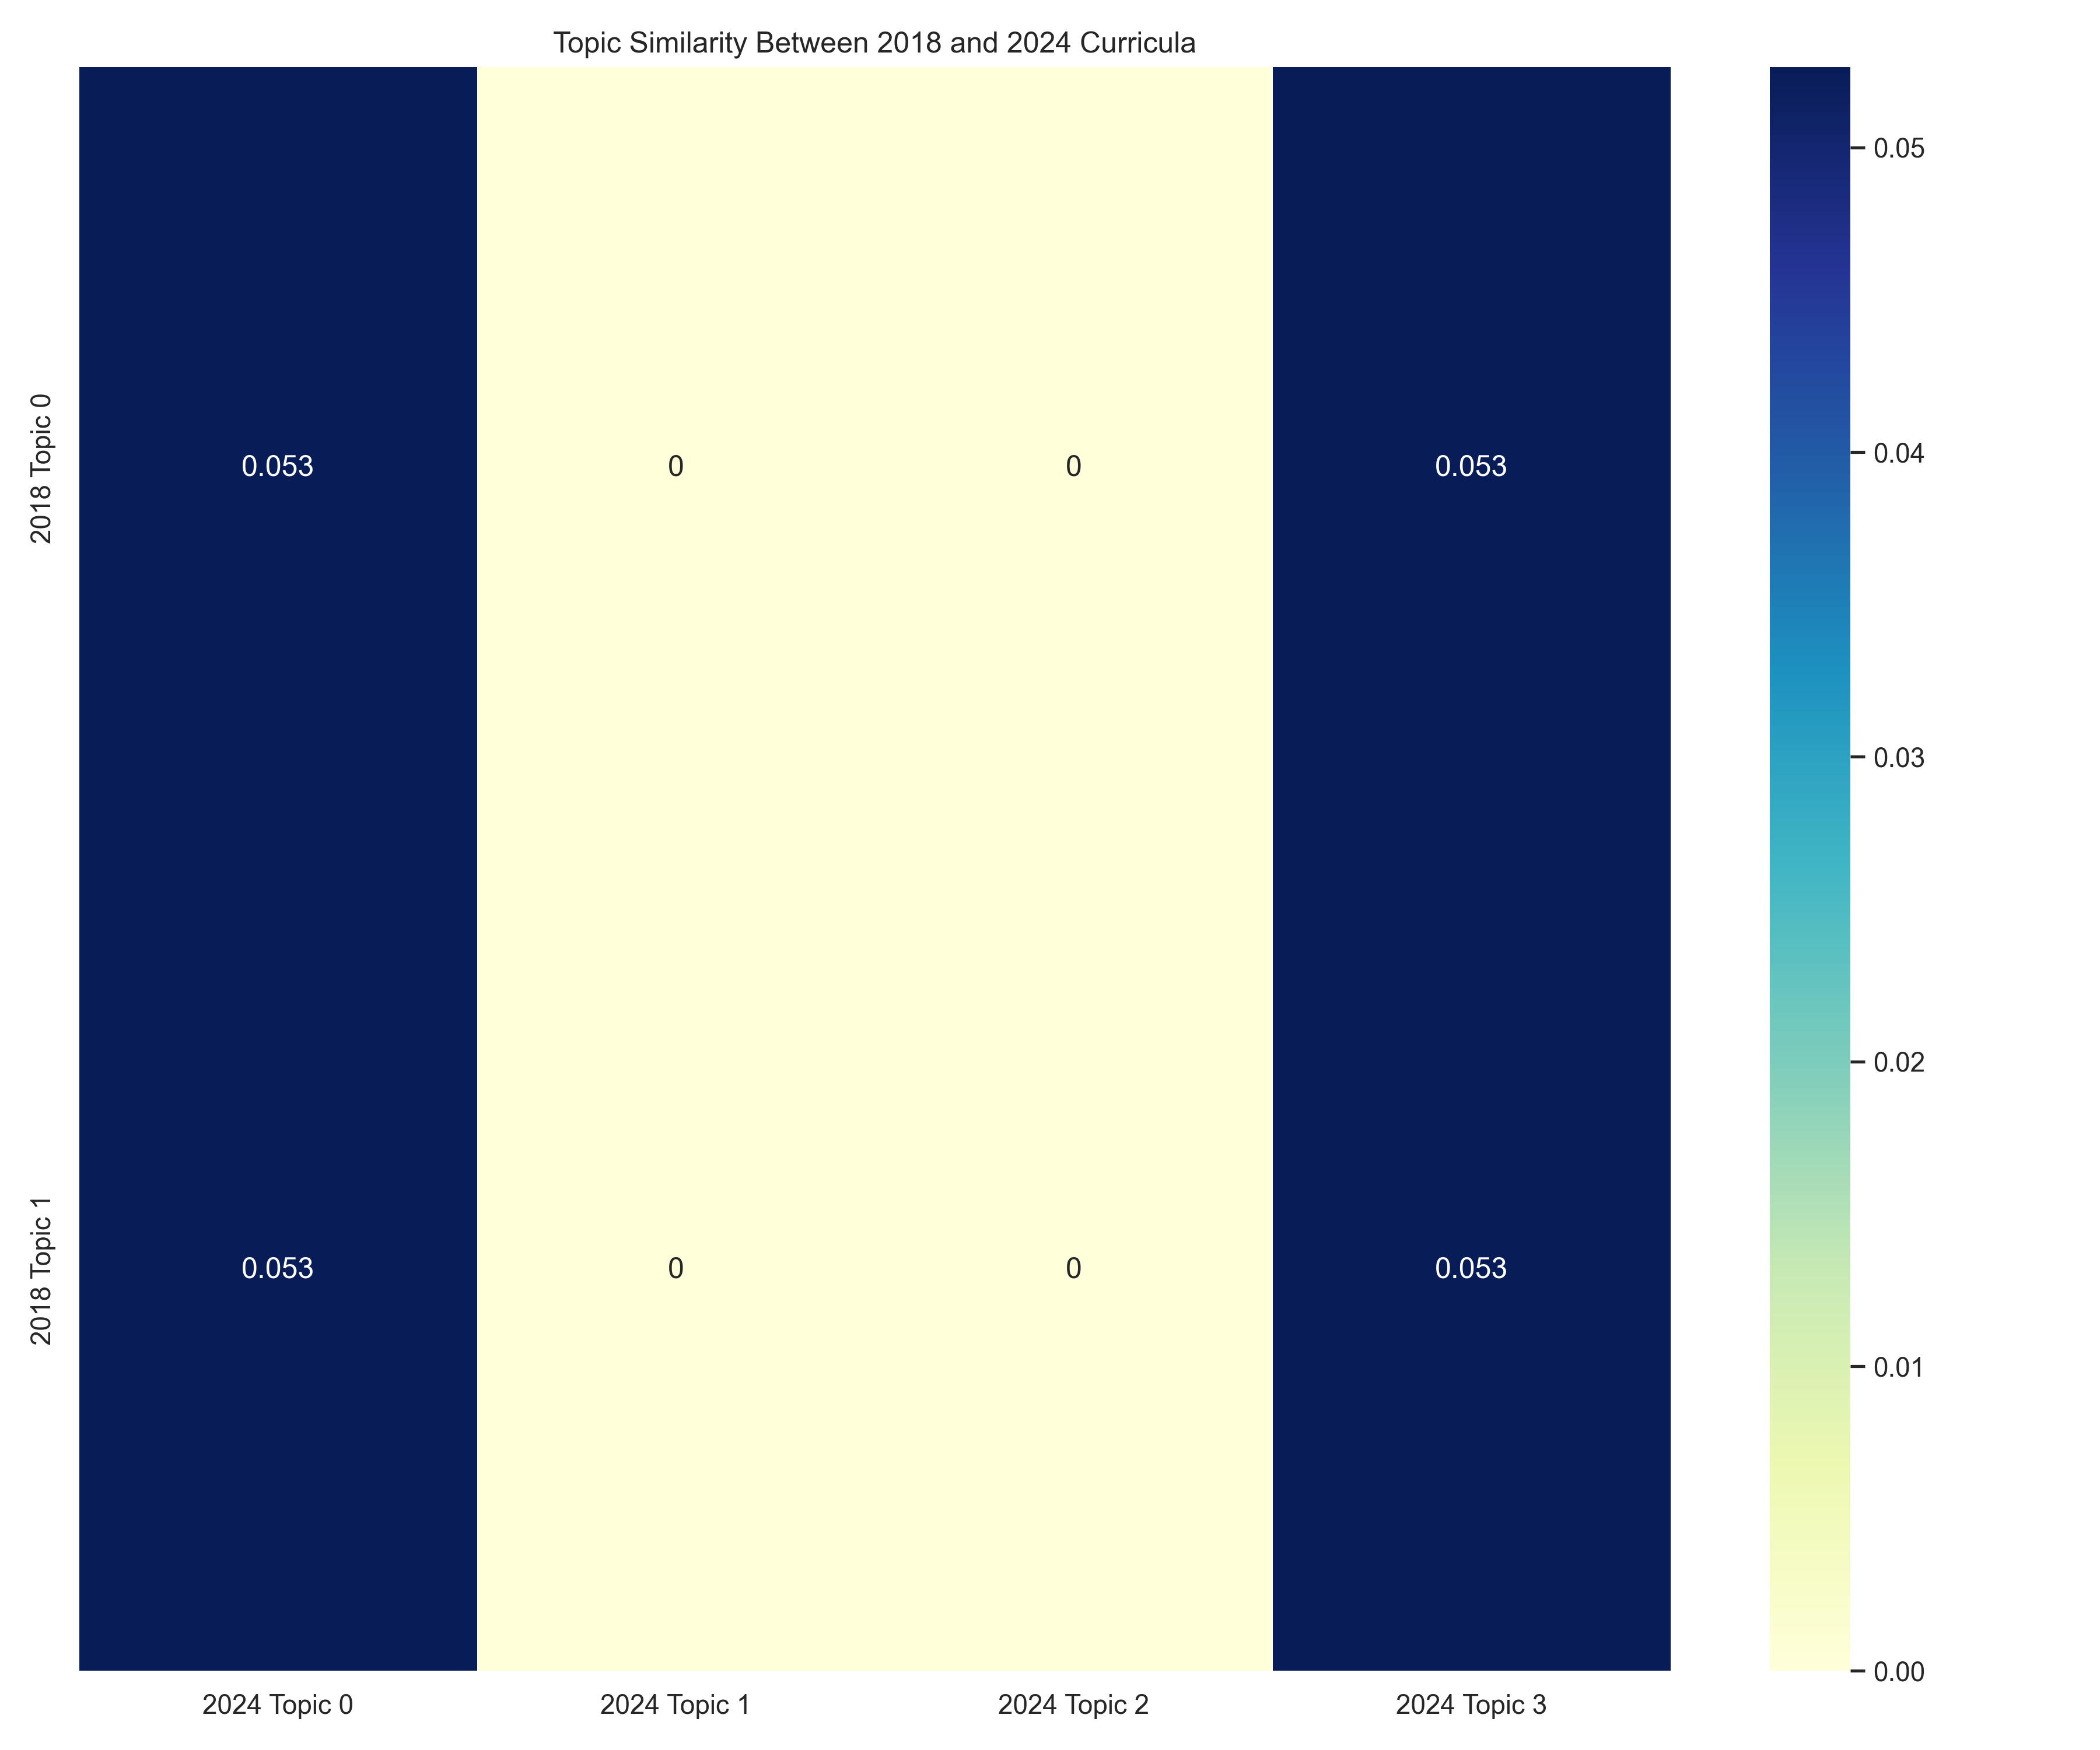 Topic Similarity Between 2018 and 2024 Curricula
2018 Topic 0
0.053 0 0 0.053
2018 Topic 1
0.053 0 0 0.053
2024 Topic 0 2024 Topic 1 2024 Topic 2 2024 Topic 3
0.05
0.04
0.03
0.02
0.01
0.00